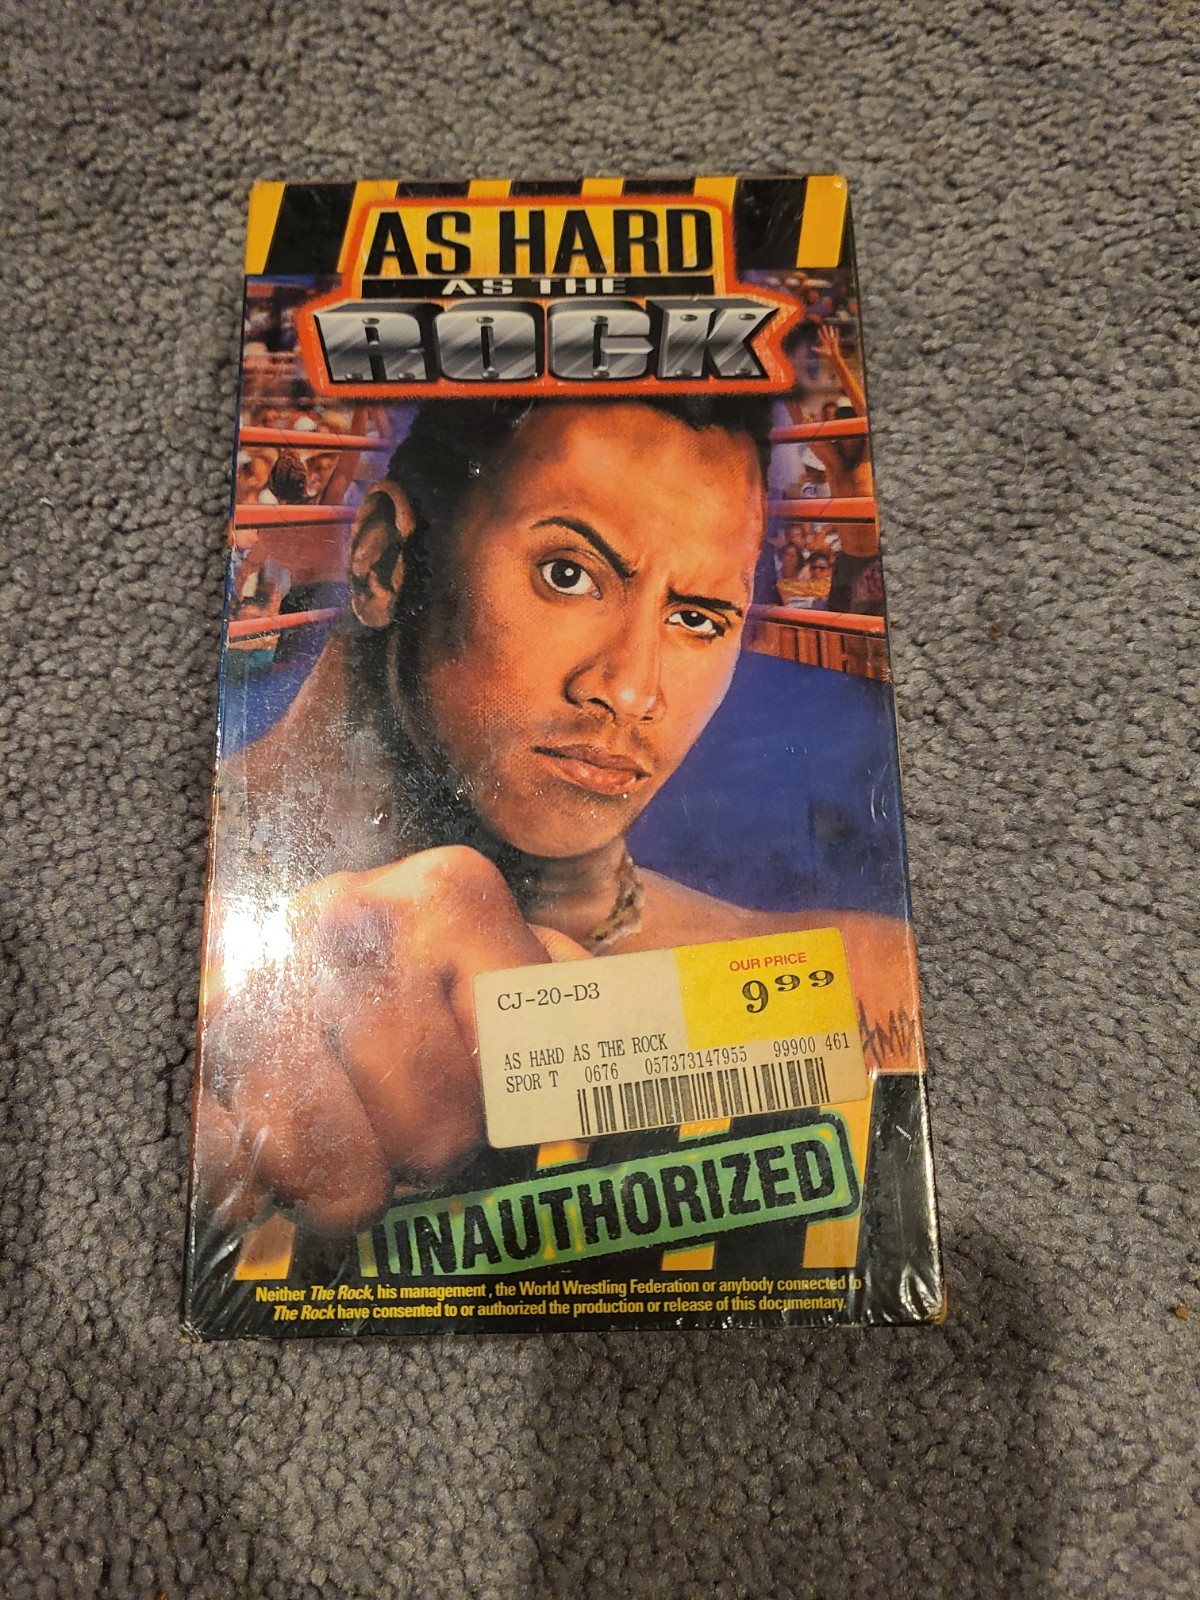 AS HARD
AS THE
ROCK
OUR PRICE
CJ-20-D3
9 99
AS HARD AS THE ROCK
SPOR T 0676 057373147955 99900 461
UNAUTHORIZED
Neither The Rock, his management, the World Wrestling Federation or anybody connected to
The Rock have consented to or authorized the production or release of this documentary.